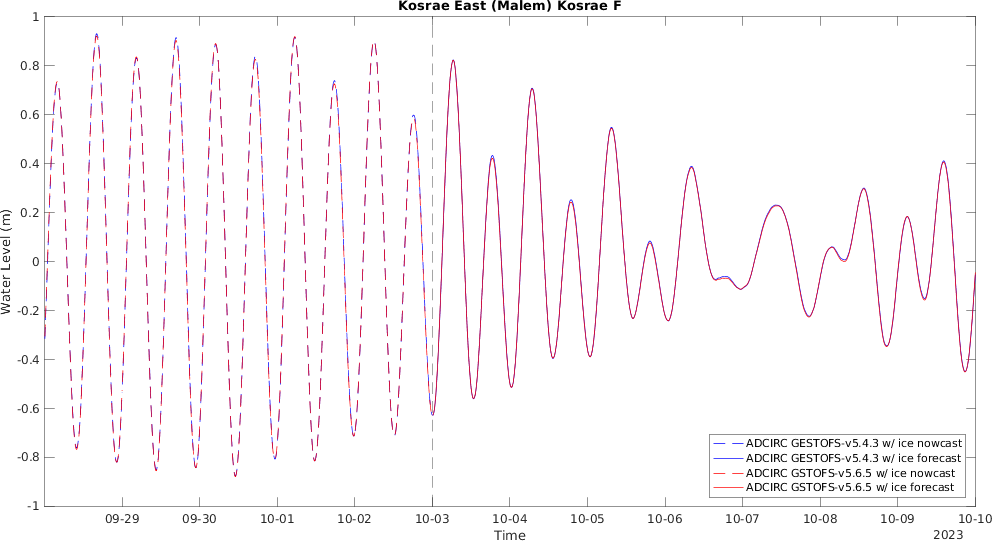 Kosrae East (Malem) Kosrae F
Water Level (m)
1
0.8
0.6
0.4
0.2
0
-0.2
-0.4
-0.6
-0.8
-1
ADCIRC GESTOFS-v5.4.3 w/ ice nowcast
ADCIRC GESTOFS-v5.4.3 w/ ice forecast
ADCIRC GSTOFS-v5.6.5 w/ ice nowcast
ADCIRC GSTOFS-v5.6.5 w/ ice forecast
09-29 09-30 10-01 10-02 10-03 10-04 10-05 10-06 10-07 10-08 10-09 10-10
Time
2023